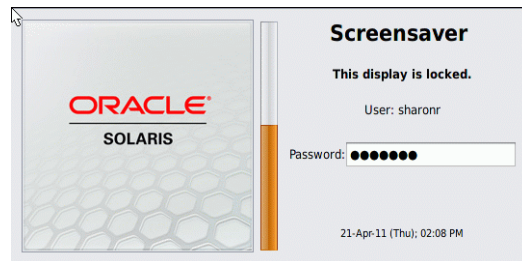 ORACLE
SOLARIS
Screensaver
This display is locked.
User: sharonr
Password: ●●●●●●●
21-Apr-11 (Thu); 02:08 PM